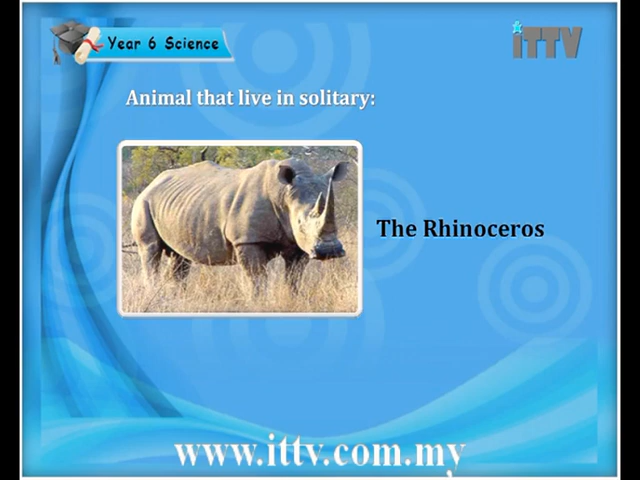 Year 6 Science
iTTV
Animal that live in solitary:
The Rhinoceros
www.ittv.com.my